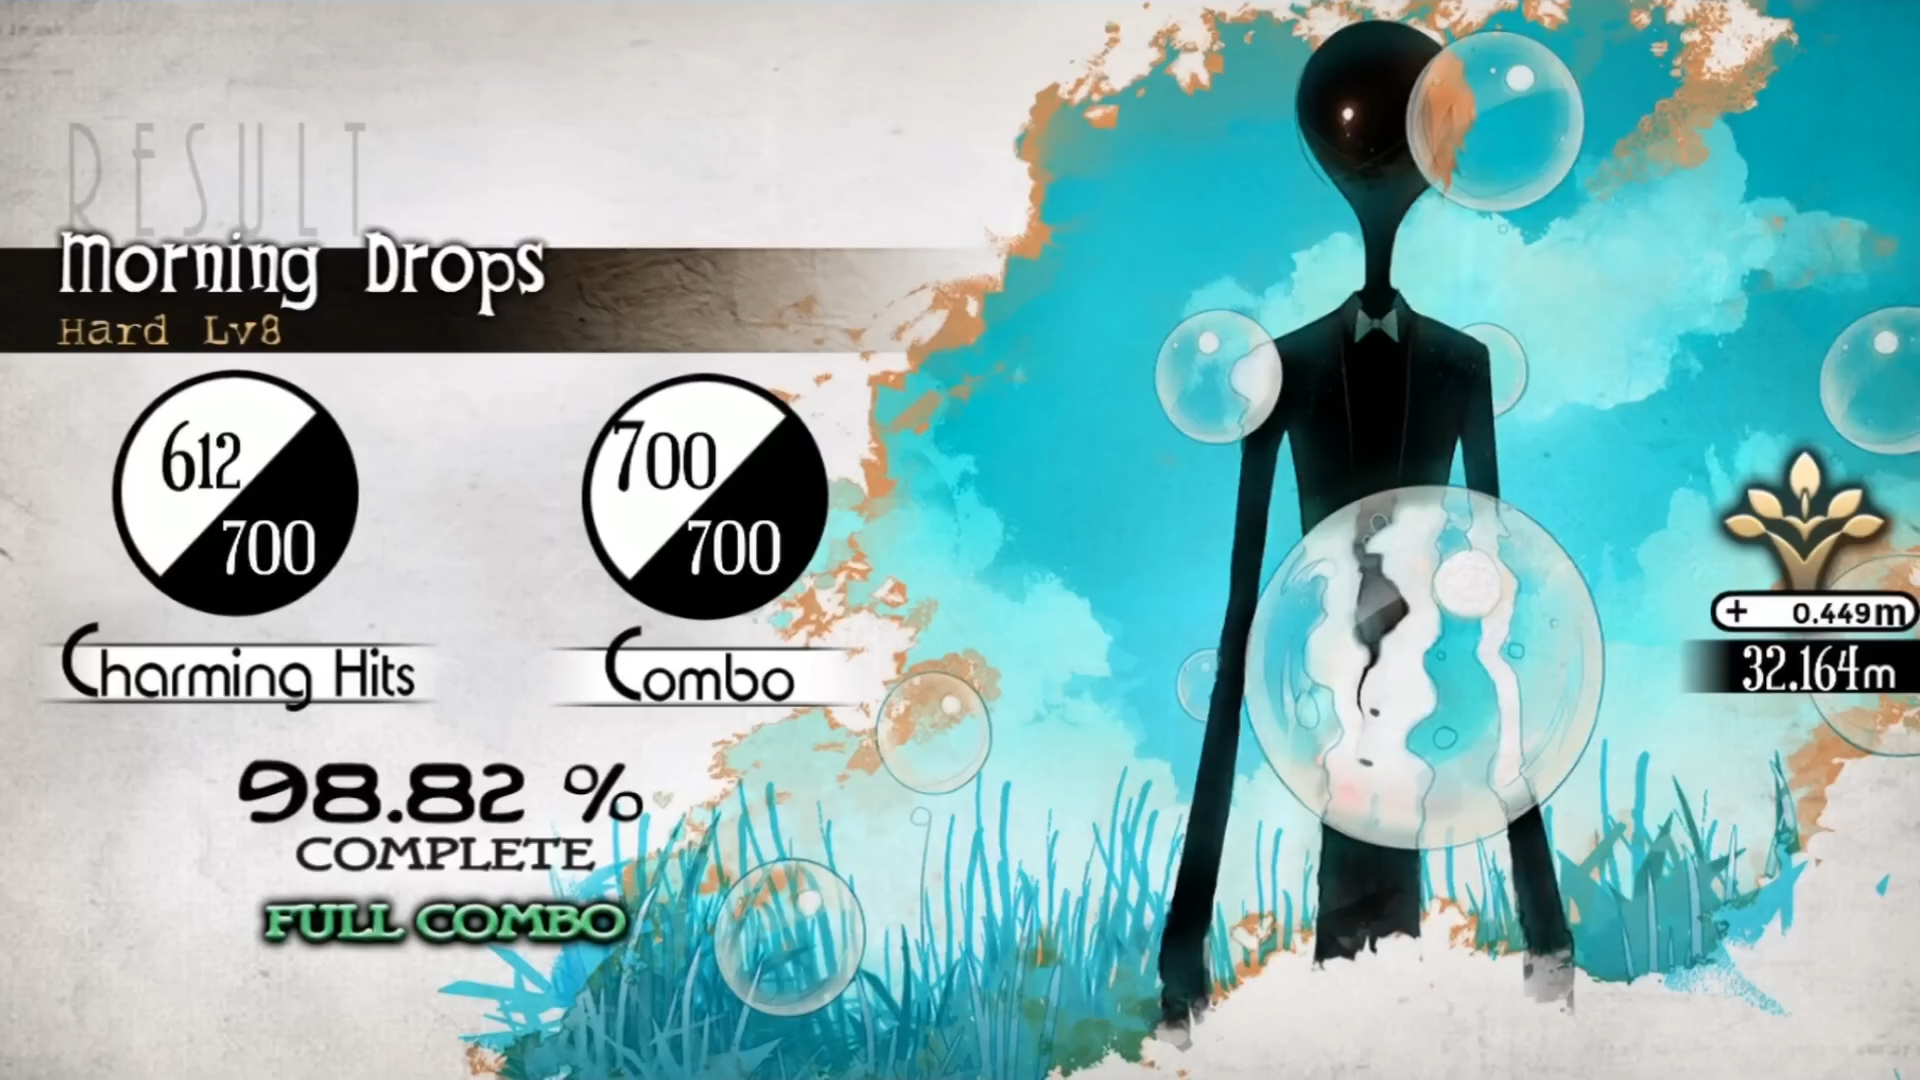 RESULT
Morning Drops
Hard Lv8
612
700
Charming Hits
700
700
Combo
98.82 %
COMPLETE
FULL COMBO
+ 0.449m
32.164m